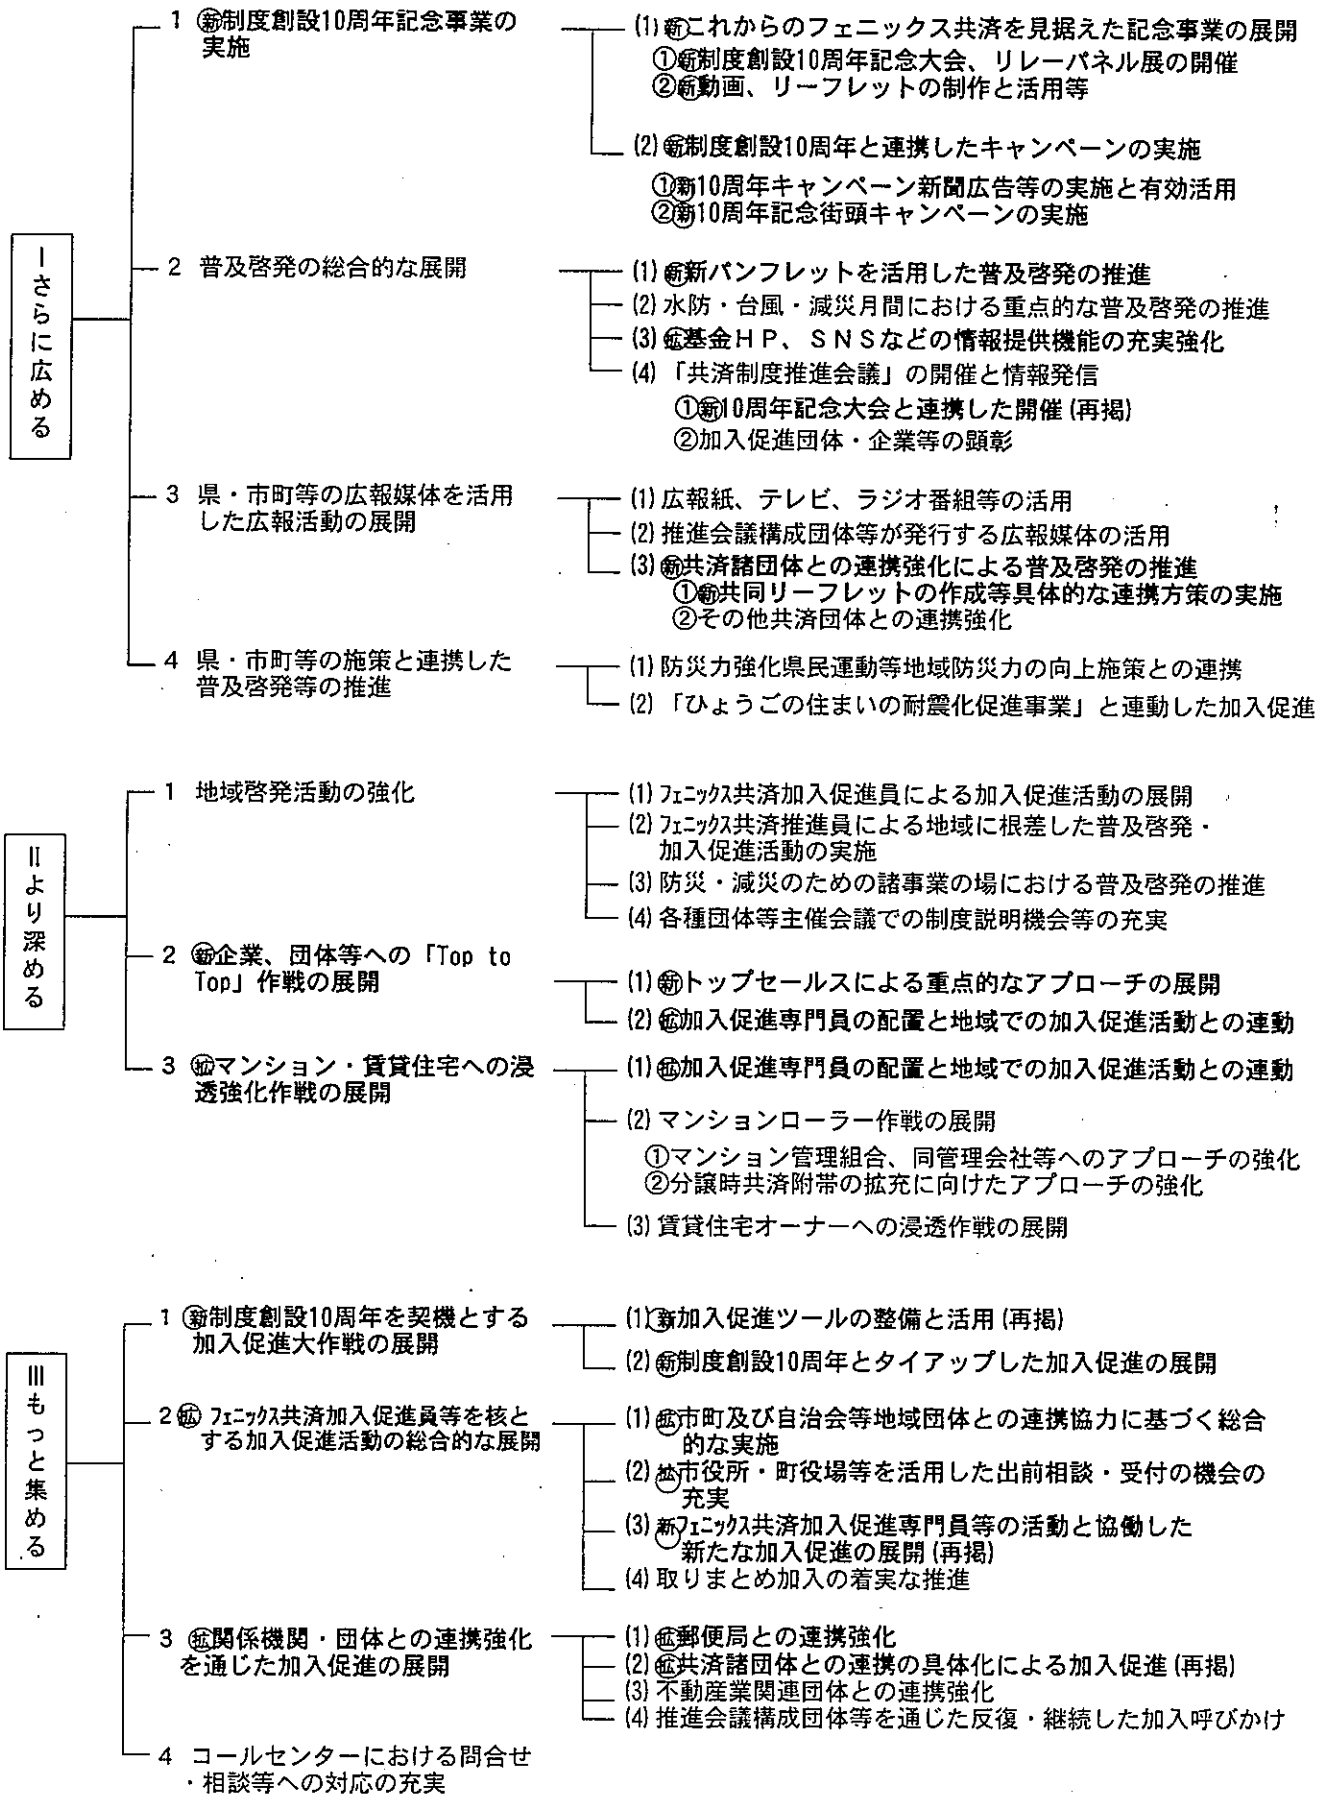 Ⅰさらに広める
1 ㊟新制度創設10周年記念事業の
実施
(1)新これからのフェニックス共済を見据えた記念事業の展開
①新制度創設10周年記念大会、リレーパネル展の開催
②新動画、リーフレットの制作と活用等
(2)新制度創設10周年と連携したキャンペーンの実施
①新10周年キャンペーン新聞広告等の実施と有効活用
②新10周年記念街頭キャンペーンの実施
2 普及啓発の総合的な展開
(1)新新パンフレットを活用した普及啓発の推進
(2)水防・台風・減災月間における重点的な普及啓発の推進
(3)拡基金HP、SNSなどの情報提供機能の充実強化
(4)「共済制度推進会議」の開催と情報発信
①新10周年記念大会と連携した開催(再掲)
②加入促進団体・企業等の顕彰
3 県・市町等の広報媒体を活用
した広報活動の展開
(1)広報紙、テレビ、ラジオ番組等の活用
(2)推進会議構成団体等が発行する広報媒体の活用
(3)新共済諸団体との連携強化による普及啓発の推進
①新共同リーフレットの作成等具体的な連携方策の実施
②その他共済団体との連携強化
4 県・市町等の施策と連携した
普及啓発等の推進
(1)防災力強化県民運動等地域防災力の向上施策との連携
(2)「ひょうごの住まいの耐震化促進事業」と連動した加入促進
Ⅱより深める
1 地域啓発活動の強化
(1)フェニックス共済加入促進員による加入促進活動の展開
(2)フェニックス共済推進員による地域に根差した普及啓発・
加入促進活動の実施
(3)防災・減災のための諸事業の場における普及啓発の推進
(4)各種団体等主催会議での制度説明機会等の充実
2 新企業、団体等への「Top to
Top」作戦の展開
(1)新トップセールスによる重点的なアプローチの展開
(2)拡加入促進専門員の配置と地域での加入促進活動との連動
3 拡マンション・賃貸住宅への浸
透強化作戦の展開
(1)拡加入促進専門員の配置と地域での加入促進活動との連動
(2)マンションローラー作戦の展開
①マンション管理組合、同管理会社等へのアプローチの強化
②分譲時共済附帯の拡充に向けたアプローチの強化
(3)賃貸住宅オーナーへの浸透作戦の展開
Ⅲもっと集める
1 新制度創設10周年を契機とする
加入促進大作戦の展開
(1)新加入促進ツールの整備と活用(再掲)
(2)新制度創設10周年とタイアップした加入促進の展開
2拡 フェニックス共済加入促進員等を核と
する加入促進活動の総合的な展開
(1)拡市町及び自治会等地域団体との連携協力に基づく総合
的な実施
(2)拡市役所・町役場等を活用した出前相談・受付の機会の
充実
(3)新フェニックス共済加入促進専門員等の活動と協働した
新たな加入促進の展開(再掲)
(4)取りまとめ加入の着実な推進
3 拡関係機関・団体との連携強化
を通じた加入促進の展開
(1)拡郵便局との連携強化
(2)拡共済諸団体との連携の具体化による加入促進(再掲)
(3)不動産業関連団体との連携強化
(4)推進会議構成団体等を通じた反復・継続した加入呼びかけ
4 コールセンターにおける問合せ
・相談等への対応の充実